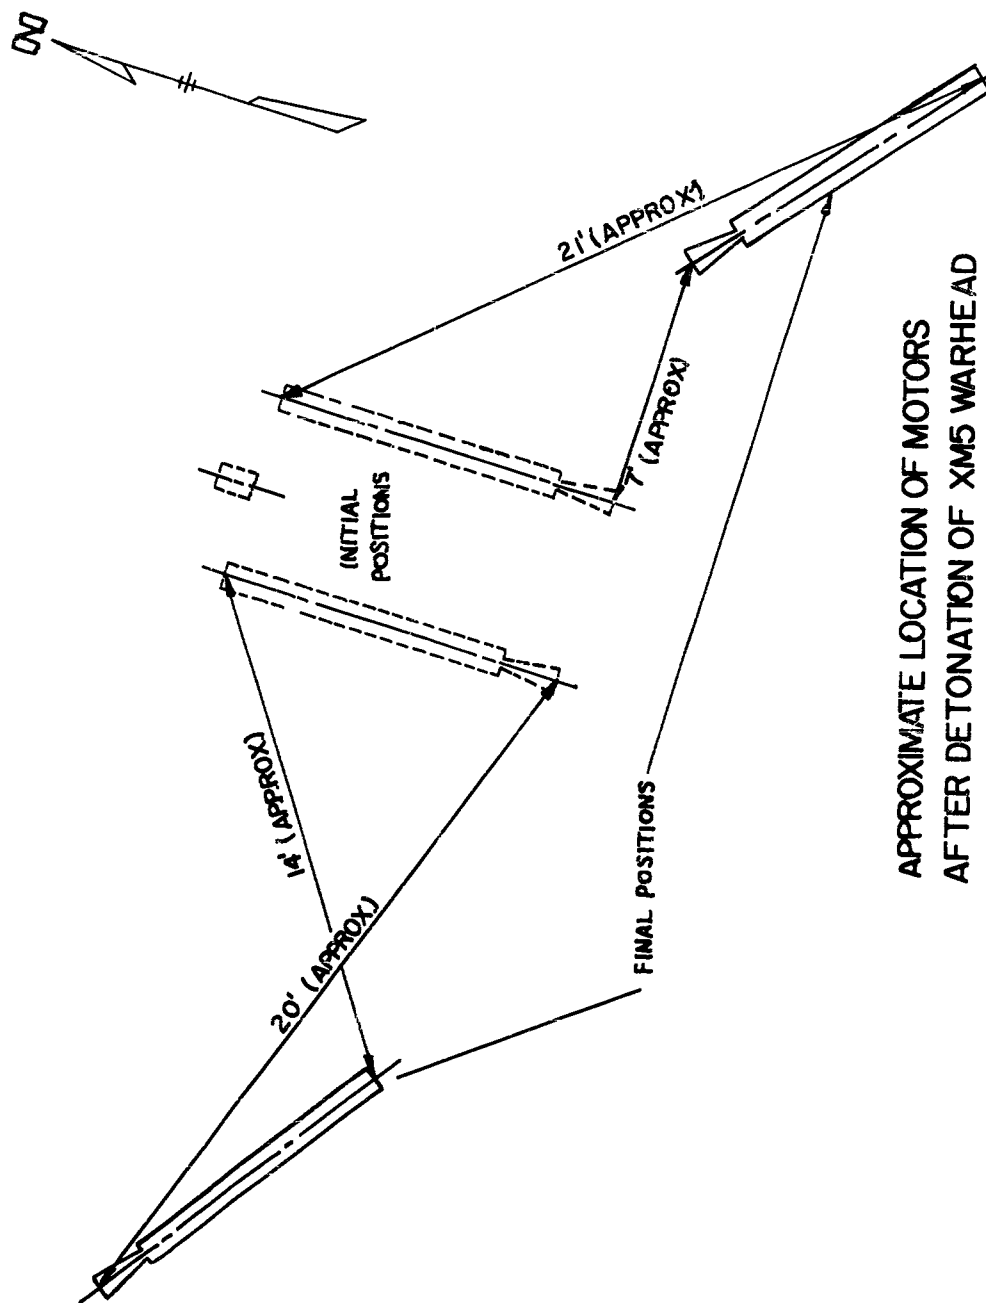 N
21' (APPROX)
7' (APPROX)
INITIAL
POSITIONS
14' (APPROX)
20' (APPROX)
FINAL POSITIONS
APPROXIMATE LOCATION OF MOTORS
AFTER DETONATION OF XM5 WARHEAD